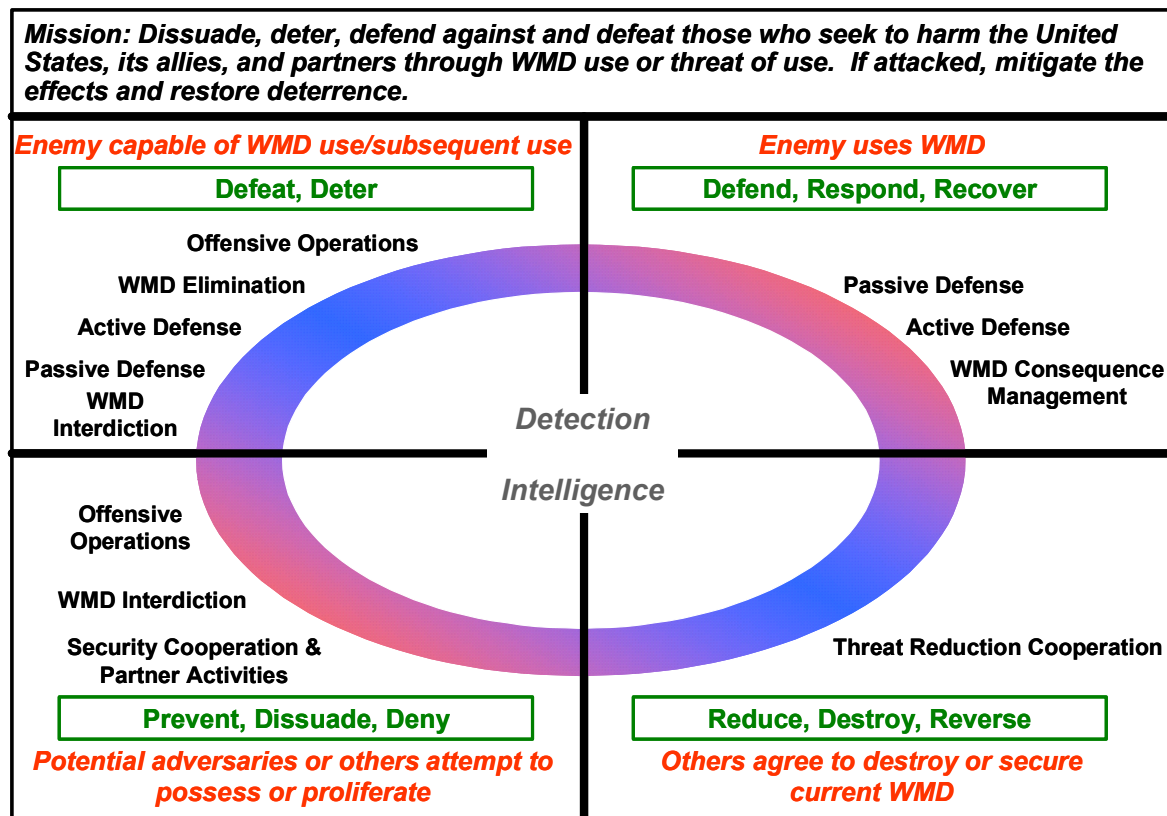 Mission: Dissuade, deter, defend against and defeat those who seek to harm the United
States, its allies, and partners through WMD use or threat of use.  If attacked, mitigate the
effects and restore deterrence.
Enemy capable of WMD use/subsequent use
Defeat, Deter
Offensive Operations
WMD Elimination
Active Defense
Passive Defense
WMD
Interdiction
Enemy uses WMD
Defend, Respond, Recover
Passive Defense
Active Defense
WMD Consequence
Management
Detection
Intelligence
Offensive
Operations
WMD Interdiction
Security Cooperation &
Partner Activities
Prevent, Dissuade, Deny
Potential adversaries or others attempt to
possess or proliferate
Threat Reduction Cooperation
Reduce, Destroy, Reverse
Others agree to destroy or secure
current WMD